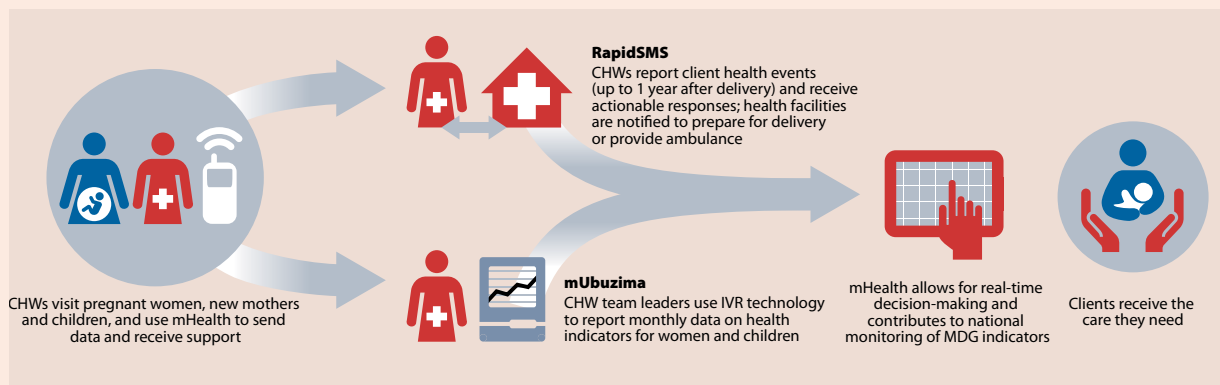 CHWs visit pregnant women, new mothers
and children, and use mHealth to send
data and receive support
RapidSMS
CHWs report client health events
(up to 1 year after delivery) and receive
actionable responses; health facilities
are notified to prepare for delivery
or provide ambulance
mUbuzima
CHW team leaders use IVR technology
to report monthly data on health
indicators for women and children
mHealth allows for real-time
decision-making and
contributes to national
monitoring of MDG indicators
Clients receive the
care they need